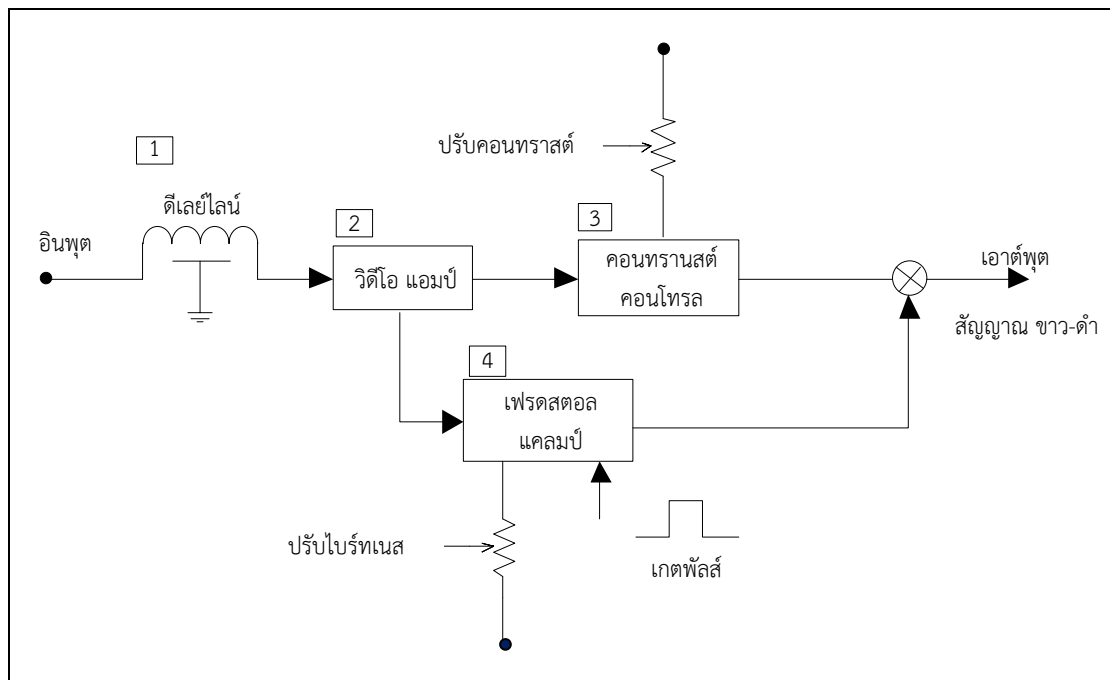 ปรับคอนทราสต์
1
ดีเลย์ไลน์
อินพุต
2
วิดีโอ แอมป์
3
คอนทรานสต์
คอนโทรล
เอาต์พุต
สัญญาณ ขาว-ดำ
4
เฟรดสตอล
แคลมป์
ปรับไบร์ทเนส
เกตพัลส์